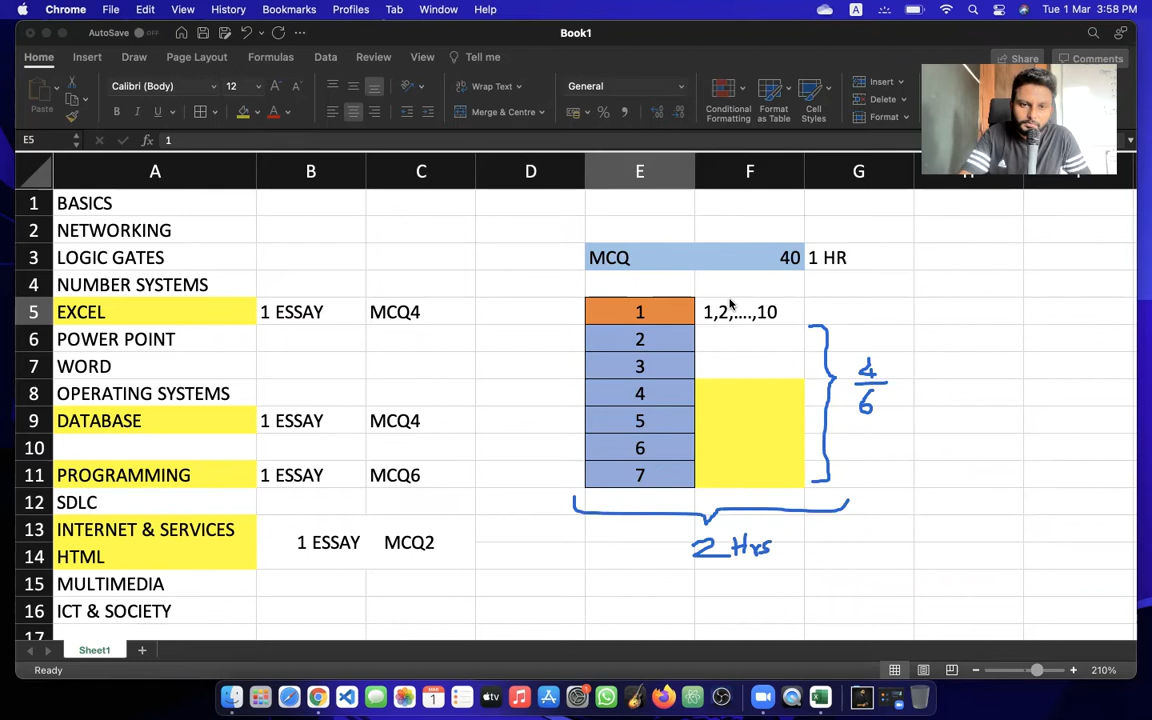 Chrome File Edit View History Bookmarks Profiles Tab Window Help A Tue 1 Mar 3:58 PM
AutoSave OFF Book1
Home Insert Draw Page Layout Formulas Data Review View Tell me Share Comments
Paste Calibri (Body) 12 A A Wrap Text General Conditional Formatting Format as Table Cell Styles Insert
B I U A Merge & Centre % Delete
Format
E5 fx 1
A B C D E F G
1 BASICS
2 NETWORKING
3 LOGIC GATES MCQ 40 1 HR
4 NUMBER SYSTEMS
5 EXCEL 1 ESSAY MCQ4 1 1,2,....,10
6 POWER POINT 2
7 WORD 3 4
8 OPERATING SYSTEMS 4 6
9 DATABASE 1 ESSAY MCQ4 5
10 6
11 PROGRAMMING 1 ESSAY MCQ6 7
12 SDLC
13 INTERNET & SERVICES
1 ESSAY MCQ2 2 Hrs
14 HTML
15 MULTIMEDIA
16 ICT & SOCIETY
17
Sheet1 +
Ready 210%